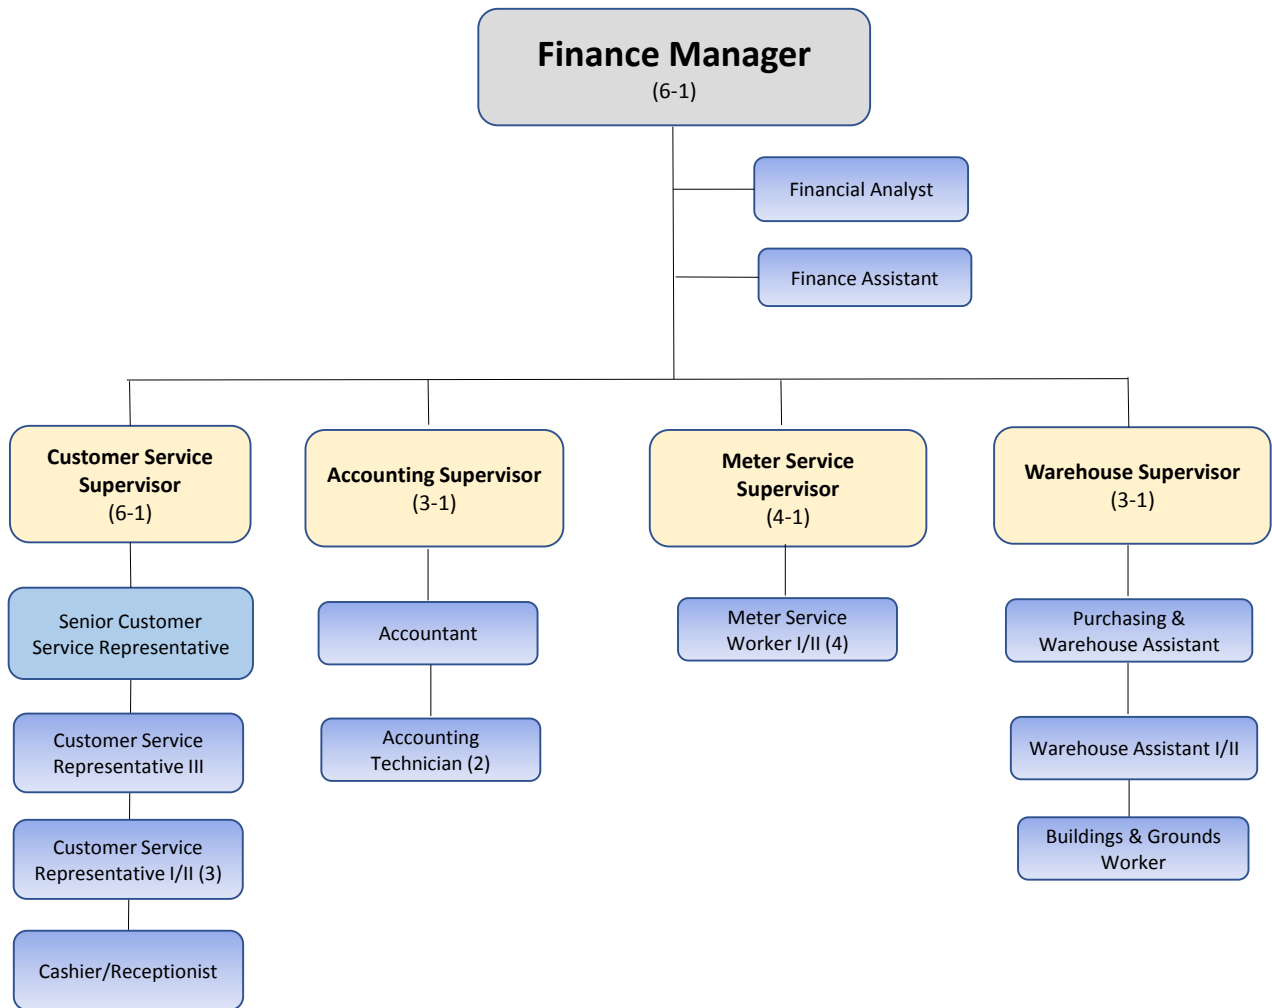 Finance Manager
(6-1)
Financial Analyst
Finance Assistant
Customer Service
Supervisor
(6-1)
Senior Customer
Service Representative
Customer Service
Representative III
Customer Service
Representative I/II (3)
Cashier/Receptionist
Accounting Supervisor
(3-1)
Accountant
Accounting
Technician (2)
Meter Service
Supervisor
(4-1)
Meter Service
Worker I/II (4)
Warehouse Supervisor
(3-1)
Purchasing &
Warehouse Assistant
Warehouse Assistant I/II
Buildings & Grounds
Worker